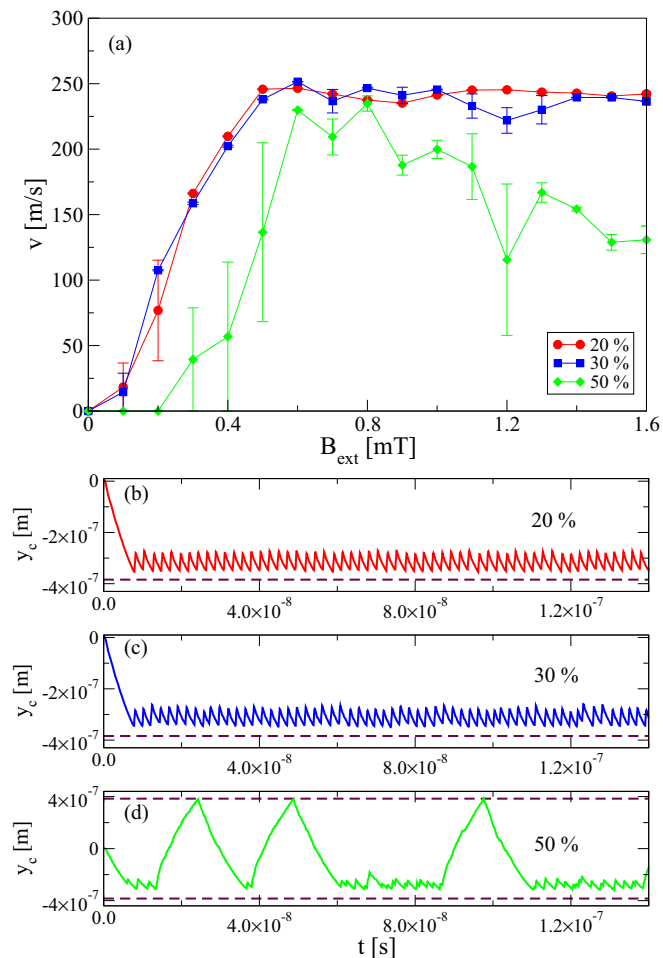 300
(a)
250
200
150
100
50
0
v [m/s]
20 %
30 %
50 %
0 0.4 0.8 1.2 1.6
B_ext [mT]
0
(b)
20 %
-2×10⁻⁷
-4×10⁻⁷
y_c [m]
0.0 4.0×10⁻⁸ 8.0×10⁻⁸ 1.2×10⁻⁷
0
(c)
30 %
-2×10⁻⁷
-4×10⁻⁷
y_c [m]
0.0 4.0×10⁻⁸ 8.0×10⁻⁸ 1.2×10⁻⁷
4×10⁻⁷
(d)
50 %
0
-4×10⁻⁷
y_c [m]
0.0 4.0×10⁻⁸ 8.0×10⁻⁸ 1.2×10⁻⁷
t [s]